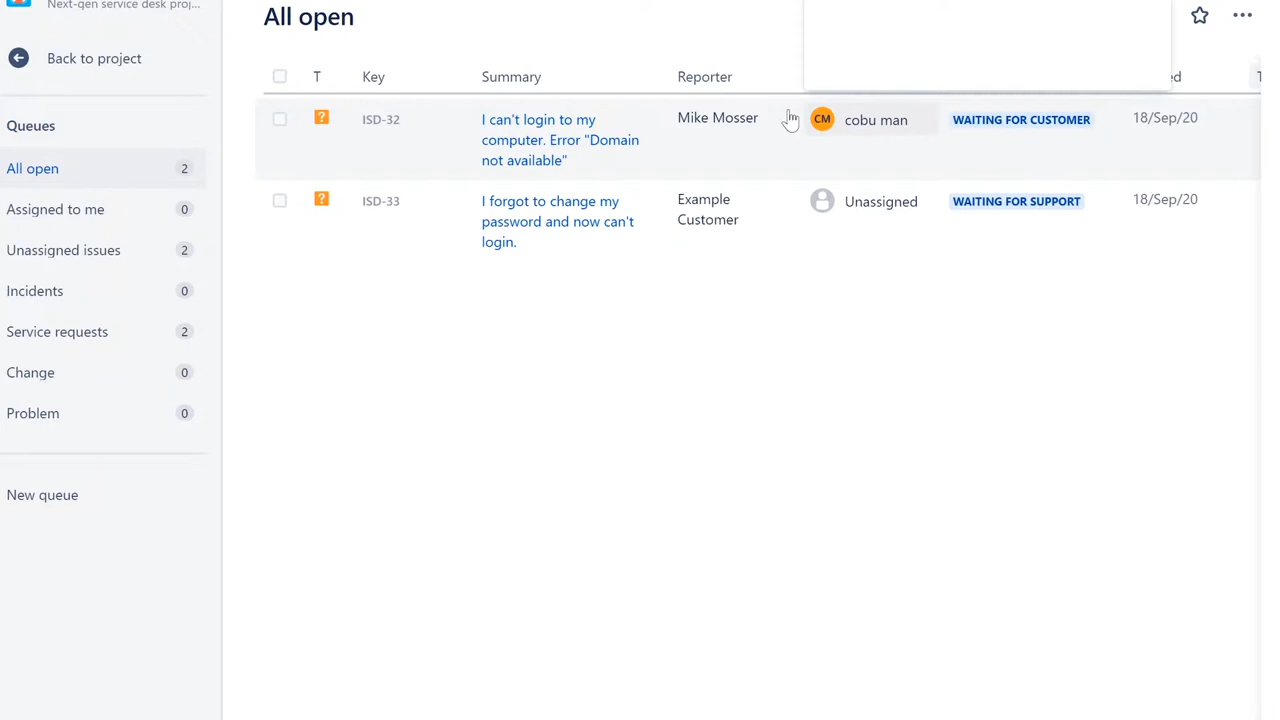 Next-gen service desk proj...
All open
Back to project
T Key Summary Reporter
Queues
All open 2
Assigned to me 0
Unassigned issues 2
Incidents 0
Service requests 2
Change 0
Problem 0
New queue
ISD-32
I can't login to my
computer. Error "Domain
not available"
Mike Mosser
CM cobu man
WAITING FOR CUSTOMER
18/Sep/20
ISD-33
I forgot to change my
password and now can't
login.
Example
Customer
Unassigned
WAITING FOR SUPPORT
18/Sep/20